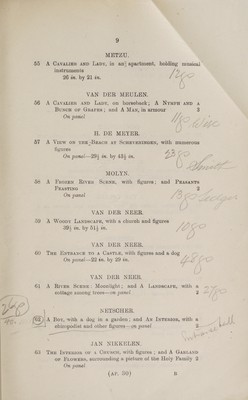 9
METZU.
55 A CAVALIER AND LADY, in an apartment, holding musical
instruments
26 in. by 21 in.
VAN DER MEULEN.
56 A CAVALIER AND LADY, on horseback; A NYMPH AND A
BUNCH OF GRAPES; and A MAN, in armour 3
On panel
H. DE MEYER.
57 A VIEW ON THE BEACH AT SCHEVENINGEN, with numerous
figures
On panel—29½ in. by 43½ in.
MOLYN.
58 A FROZEN RIVER SCENE, with figures; and PEASANTS
FEASTING 2
On panel
VAN DER NEER.
59 A WOODY LANDSCAPE, with a church and figures
39½ in. by 51½ in.
VAN DER NEER.
60 THE ENTRANCE TO A CASTLE, with figures and a dog
On panel—22 in. by 29 in.
VAN DER NEER.
61 A RIVER SCENE: Moonlight; and A LANDSCAPE, with a
cottage among trees—on panel 2
NETSCHER.
62 A BOY, with a dog in a garden; and AN INTERIOR, with a
chiropodist and other figures—on panel 2
JAN NIKKELEN.
63 THE INTERIOR OF A CHURCH, with figures; and A GARLAND
OF FLOWERS, surrounding a picture of the Holy Family 2
On panel
(AP. 30) B